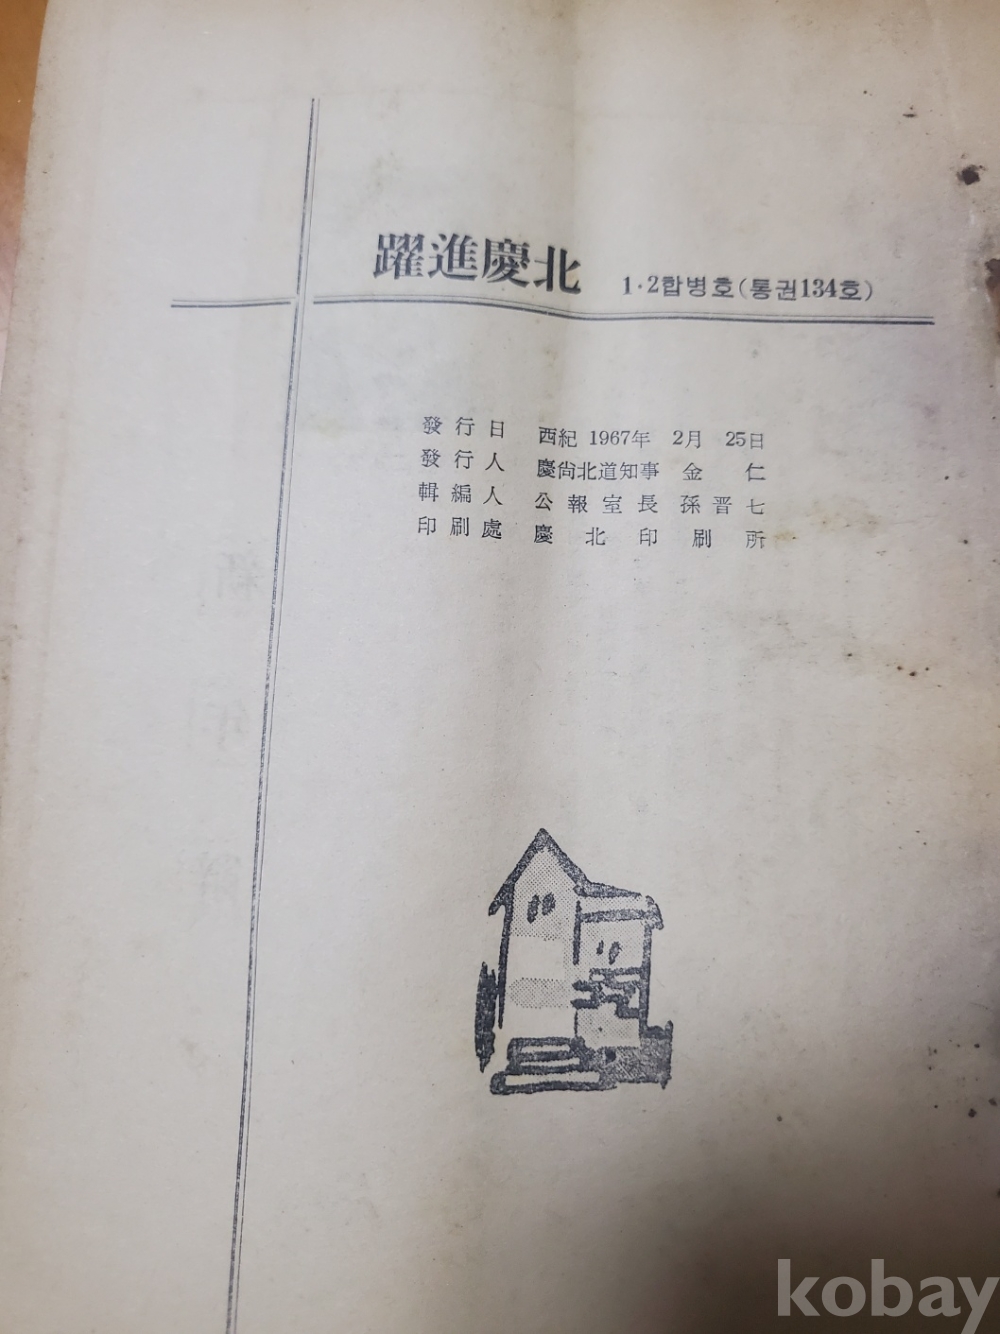 躍進慶北 1·2합병호(통권134호)
發行日 西紀 1967年 2月 25日
發行人 慶尙北道知事 金仁
輯編人 公報室長 孫晋七
印刷處 慶北印刷所
kobay